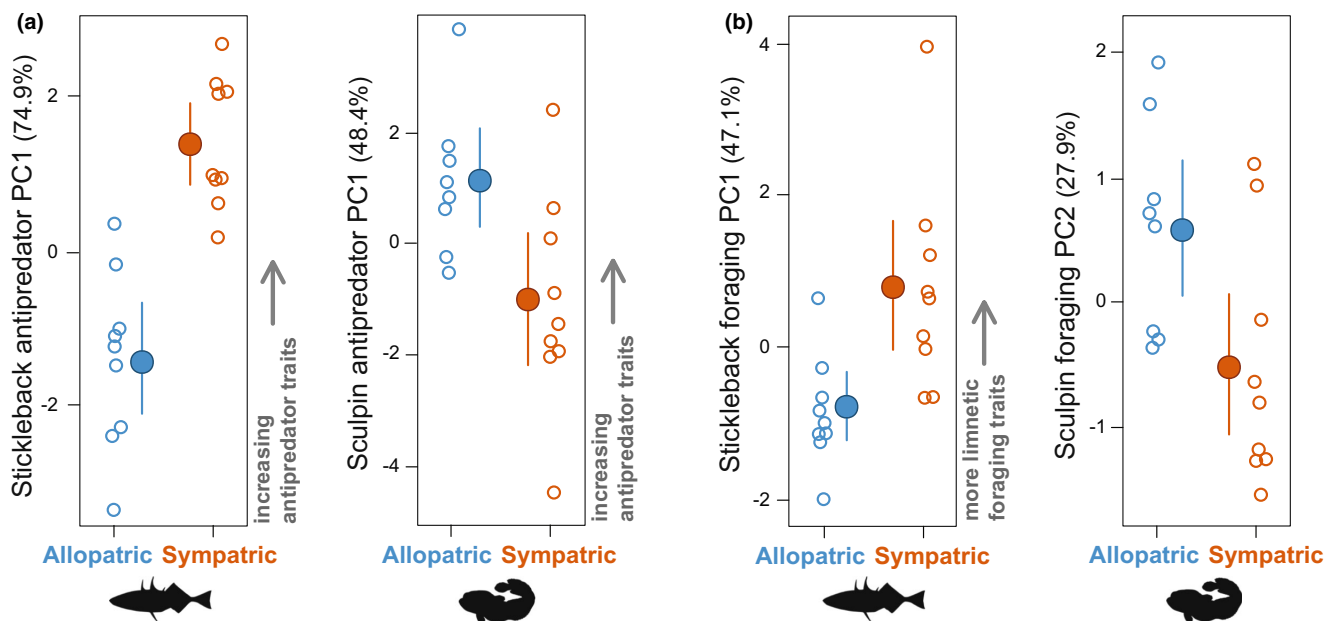 (a)
Stickleback antipredator PC1 (74.9%)
2
0
-2
increasing
antipredator traits
Allopatric Sympatric
Sculpin antipredator PC1 (48.4%)
2
0
-2
-4
increasing
antipredator traits
Allopatric Sympatric
(b)
Stickleback foraging PC1 (47.1%)
4
2
0
-2
more limnetic
foraging traits
Allopatric Sympatric
Sculpin foraging PC2 (27.9%)
2
1
0
-1
Allopatric Sympatric